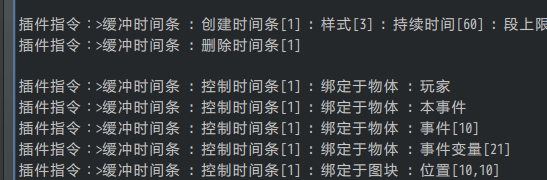 插件指令：>缓冲时间条 : 创建时间条[1] : 样式[3] : 持续时间[60] : 段上限
插件指令：>缓冲时间条 : 删除时间条[1]
插件指令：>缓冲时间条 : 控制时间条[1] : 绑定于物体 : 玩家
插件指令：>缓冲时间条 : 控制时间条[1] : 绑定于物体 : 本事件
插件指令：>缓冲时间条 : 控制时间条[1] : 绑定于物体 : 事件[10]
插件指令：>缓冲时间条 : 控制时间条[1] : 绑定于物体 : 事件变量[21]
插件指令：>缓冲时间条 : 控制时间条[1] : 绑定于图块 : 位置[10,10]